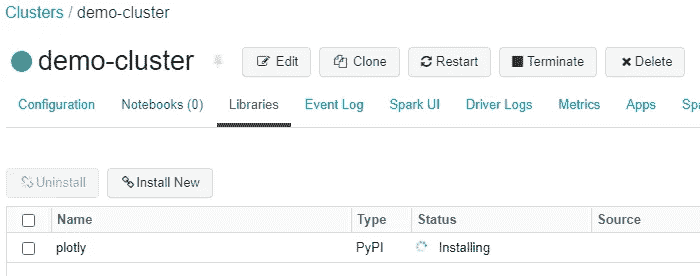 Clusters / demo-cluster
demo-cluster Edit Clone Restart Terminate Delete
Configuration Notebooks (0) Libraries Event Log Spark UI Driver Logs Metrics Apps
Uninstall Install New
Name Type Status Source
plotly PyPI Installing